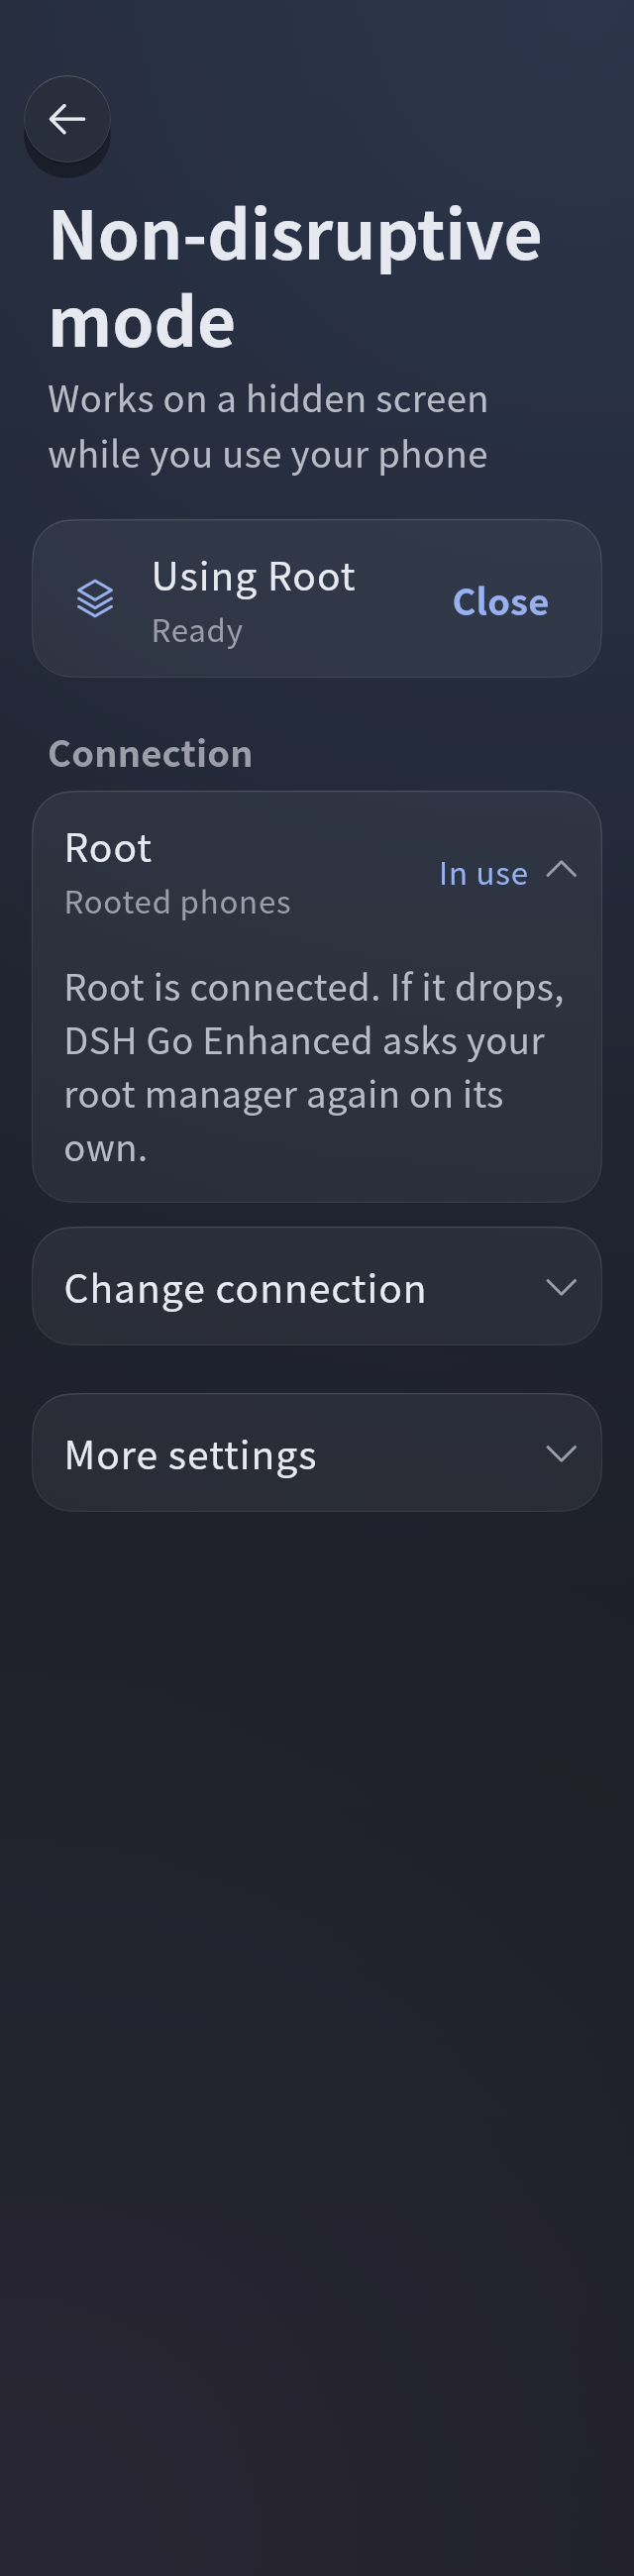 Non-disruptive
mode
Works on a hidden screen
while you use your phone
Using Root
Ready
Close
Connection
Root
Rooted phones
In use
Root is connected. If it drops,
DSH Go Enhanced asks your
root manager again on its
own.
Change connection
More settings